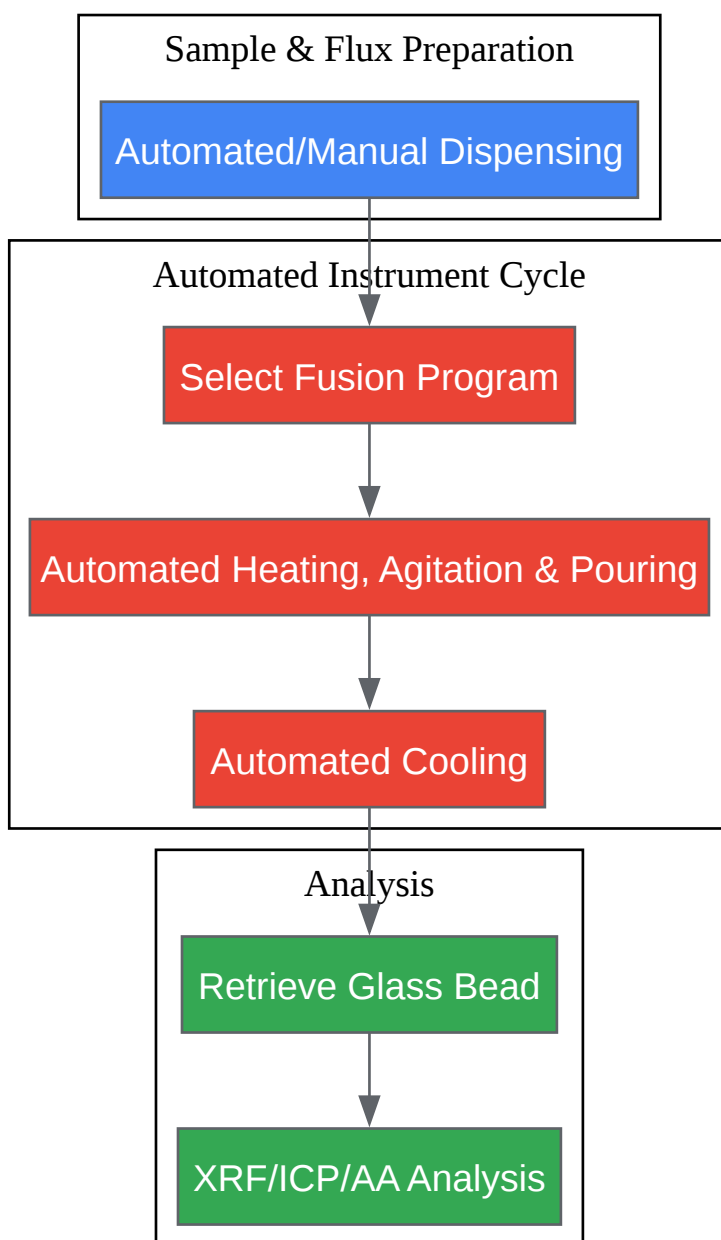 Sample & Flux Preparation
Automated/Manual Dispensing
Automated Instrument Cycle
Select Fusion Program
Automated Heating, Agitation & Pouring
Automated Cooling
Analysis
Retrieve Glass Bead
XRF/ICP/AA Analysis